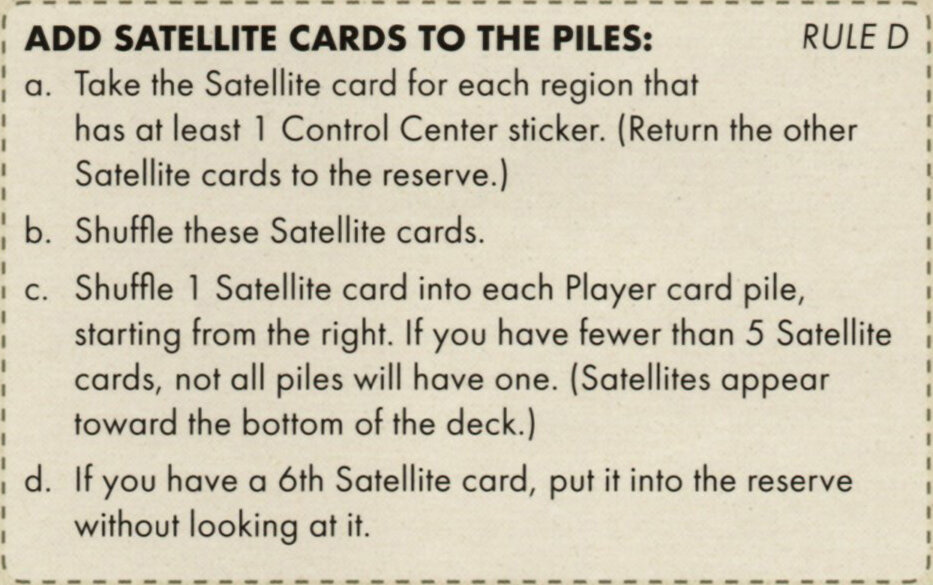 ADD SATELLITE CARDS TO THE PILES: RULE D
a. Take the Satellite card for each region that
has at least 1 Control Center sticker. (Return the other
Satellite cards to the reserve.)
b. Shuffle these Satellite cards.
c. Shuffle 1 Satellite card into each Player card pile,
starting from the right. If you have fewer than 5 Satellite
cards, not all piles will have one. (Satellites appear
toward the bottom of the deck.)
d. If you have a 6th Satellite card, put it into the reserve
without looking at it.